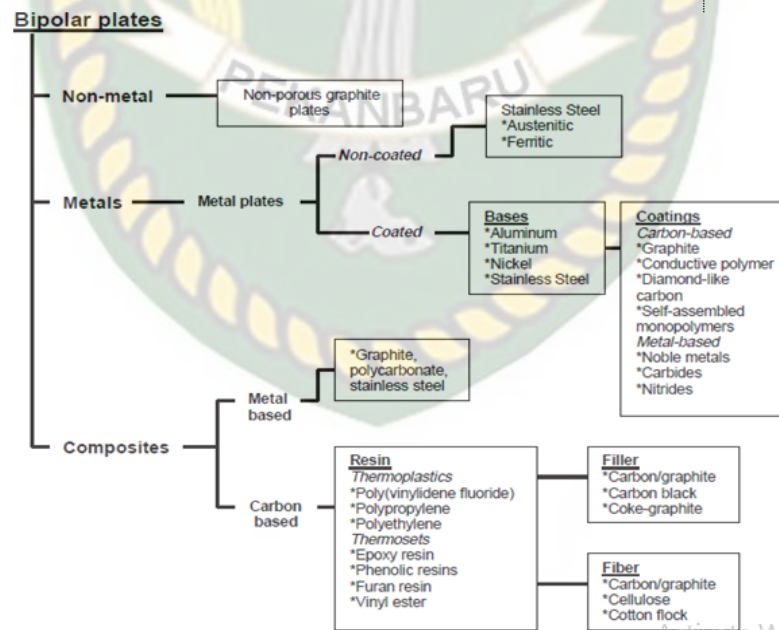 Bipolar plates
PEKANBARU
Non-metal
Non-porous graphite
plates
Metals
Metal plates
Non-coated
Stainless Steel
*Austenitic
*Ferritic
Coated
Bases
*Aluminum
*Titanium
*Nickel
*Stainless Steel
Coatings
Carbon-based
*Graphite
*Conductive polymer
*Diamond-like
carbon
*Self-assembled
monopolymers
Metal-based
*Noble metals
*Carbides
*Nitrides
Composites
Metal
based
*Graphite,
polycarbonate,
stainless steel
Carbon
based
Resin
Thermoplastics
*Poly(vinylidene fluoride)
*Polypropylene
*Polyethylene
Thermosets
*Epoxy resin
*Phenolic resins
*Furan resin
*Vinyl ester
Filler
*Carbon/graphite
*Carbon black
*Coke-graphite
Fiber
*Carbon/graphite
*Cellulose
*Cotton flock